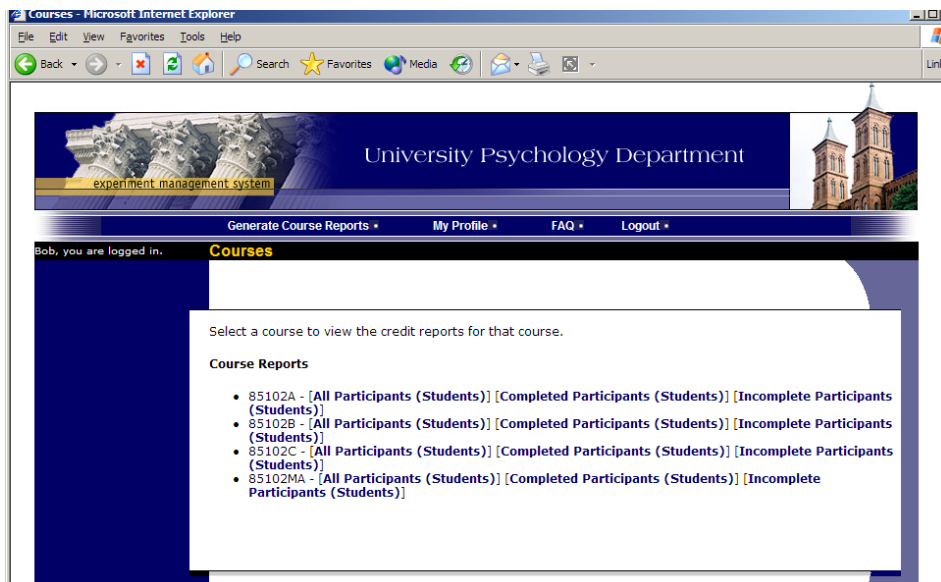 Courses - Microsoft Internet Explorer
File Edit View Favorites Tools Help
Back Search Favorites Media
University Psychology Department
experiment management system
Generate Course Reports My Profile FAQ Logout
Bob, you are logged in. Courses
Select a course to view the credit reports for that course.
Course Reports
• 85102A - [All Participants (Students)] [Completed Participants (Students)] [Incomplete Participants
(Students)]
• 85102B - [All Participants (Students)] [Completed Participants (Students)] [Incomplete Participants
(Students)]
• 85102C - [All Participants (Students)] [Completed Participants (Students)] [Incomplete Participants
(Students)]
• 85102MA - [All Participants (Students)] [Completed Participants (Students)] [Incomplete
Participants (Students)]